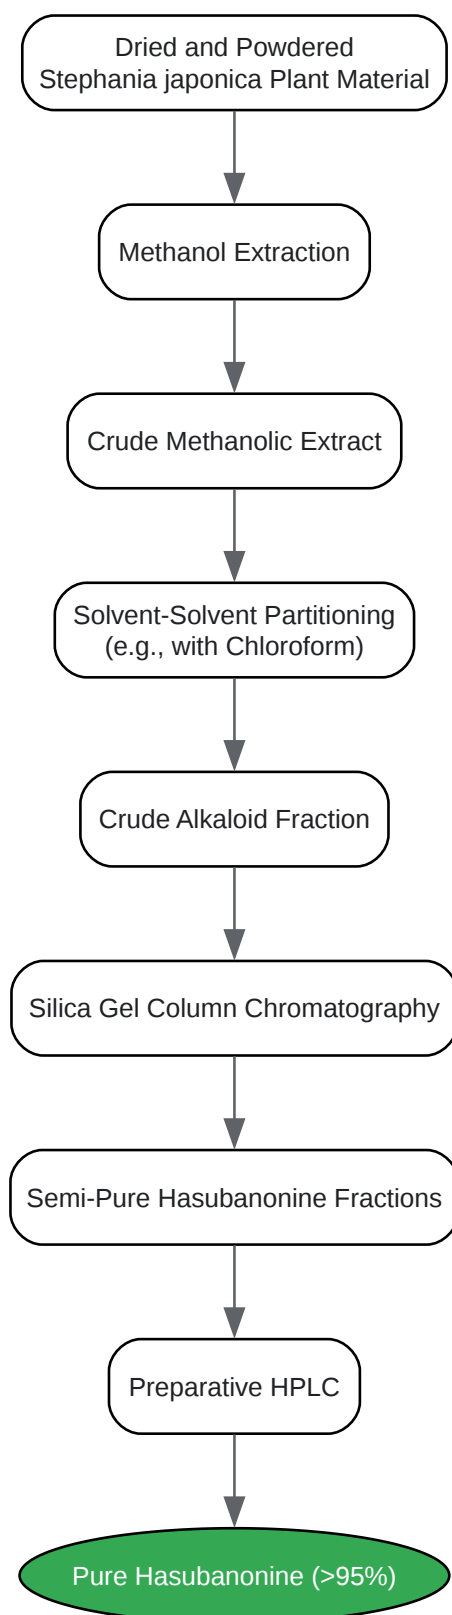 Dried and Powdered
Stephania japonica Plant Material
Methanol Extraction
Crude Methanolic Extract
Solvent-Solvent Partitioning
(e.g., with Chloroform)
Crude Alkaloid Fraction
Silica Gel Column Chromatography
Semi-Pure Hasubanonine Fractions
Preparative HPLC
Pure Hasubanonine (>95%)